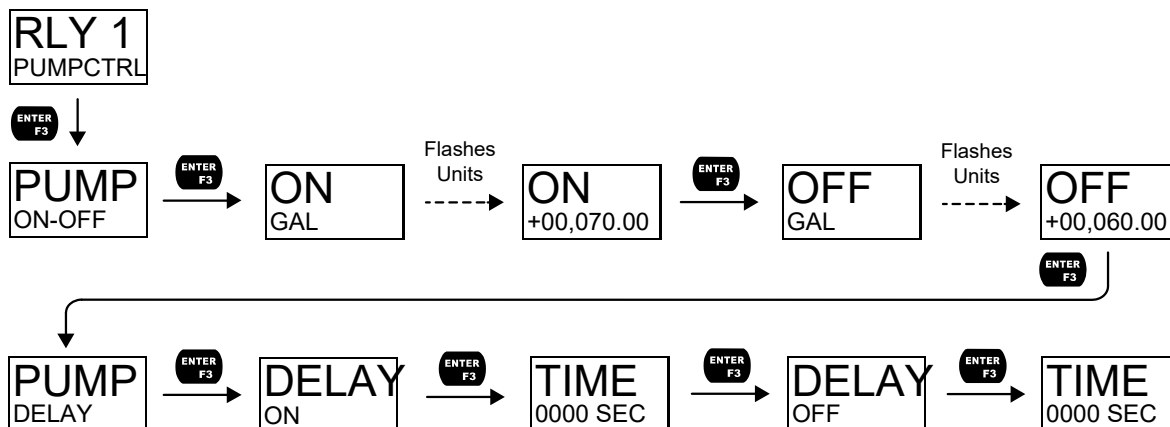 RLY 1
PUMPCTRL
ENTER
F3
PUMP
ON-OFF
ENTER
F3
ON
GAL
Flashes
Units
ON
+00,070.00
ENTER
F3
OFF
GAL
Flashes
Units
OFF
+00,060.00
ENTER
F3
PUMP
DELAY
ENTER
F3
DELAY
ON
ENTER
F3
TIME
0000 SEC
ENTER
F3
DELAY
OFF
ENTER
F3
TIME
0000 SEC